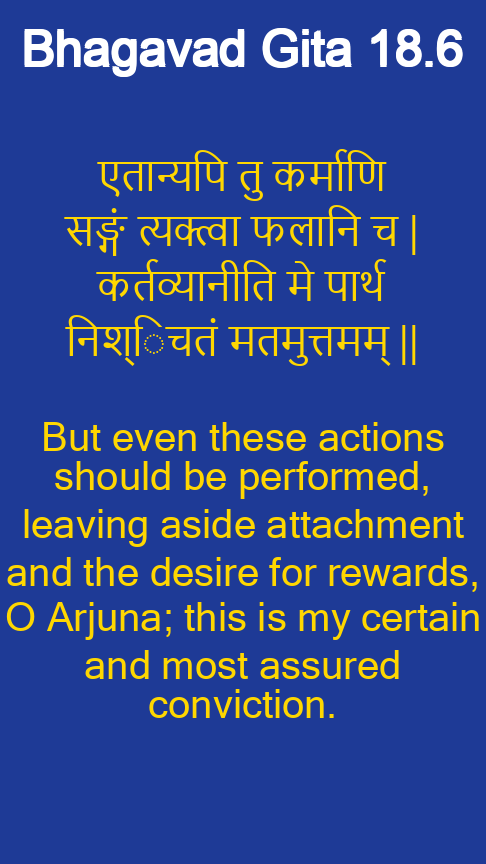 Bhagavad Gita 18.6
एतान्यपि तु कर्माणि
सङ्गं त्यक्त्वा फलानि च |
कर्तव्यानीति मे पार्थ
निश्िचतं मतमुत्तमम् ||
But even these actions
should be performed,
leaving aside attachment
and the desire for rewards,
O Arjuna; this is my certain
and most assured
conviction.